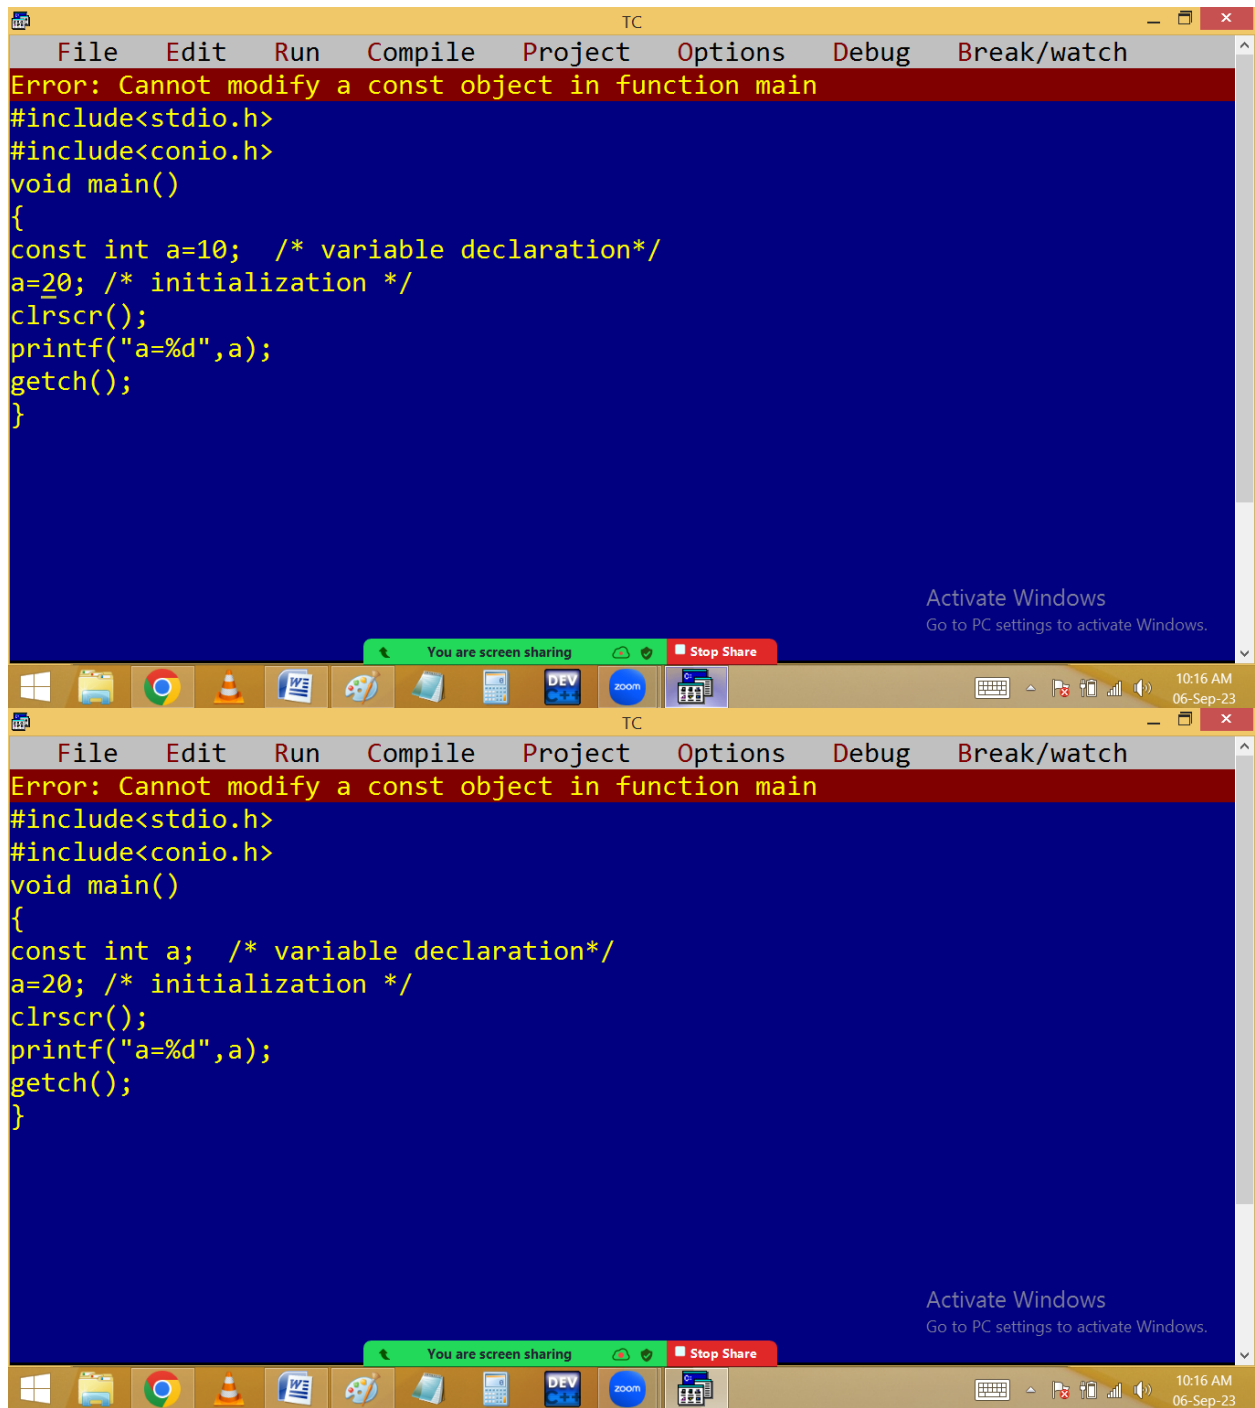 TC
File Edit Run Compile Project Options Debug Break/watch
Error: Cannot modify a const object in function main
#include<stdio.h>
#include<conio.h>
void main()
{
const int a=10;  /* variable declaration*/
a=20; /* initialization */
clrscr();
printf("a=%d",a);
getch();
}
Activate Windows
Go to PC settings to activate Windows.
You are screen sharing Stop Share
DEV C++ zoom 10:16 AM
06-Sep-23
TC
File Edit Run Compile Project Options Debug Break/watch
Error: Cannot modify a const object in function main
#include<stdio.h>
#include<conio.h>
void main()
{
const int a;  /* variable declaration*/
a=20; /* initialization */
clrscr();
printf("a=%d",a);
getch();
}
Activate Windows
Go to PC settings to activate Windows.
You are screen sharing Stop Share
DEV C++ zoom 10:16 AM
06-Sep-23